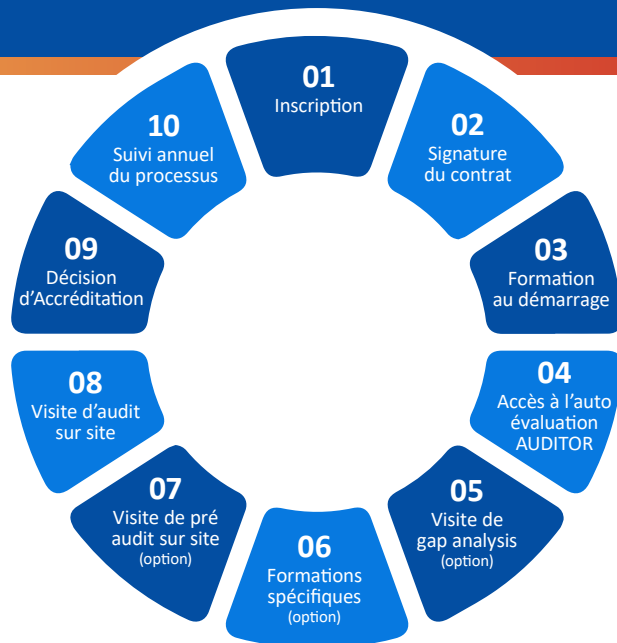 01
Inscription
02
Signature
du contrat
03
Formation
au démarrage
04
Accès à l'auto
évaluation
AUDITOR
05
Visite de
gap analysis
(option)
06
Formations
spécifiques
(option)
07
Visite de pré
audit sur site
(option)
08
Visite d'audit
sur site
09
Décision
d'Accréditation
10
Suivi annuel
du processus